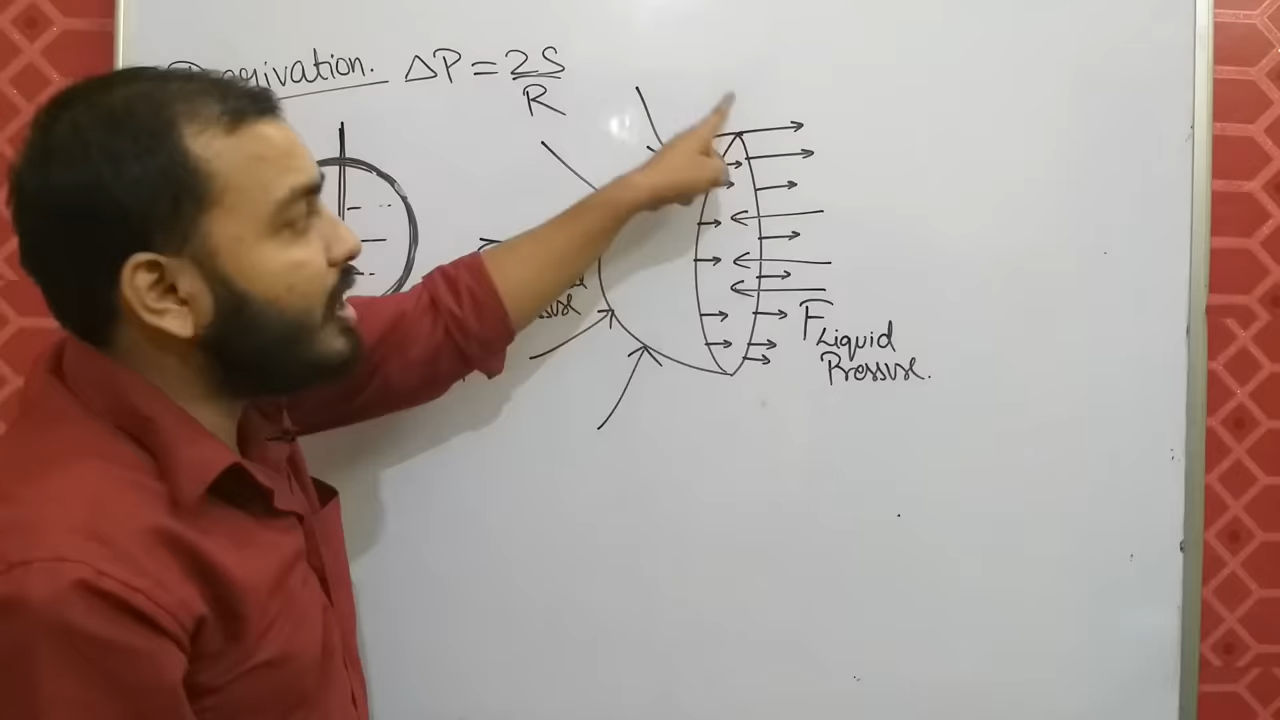 Derivation. ΔP = 2S/R
F Liquid
Pressure.